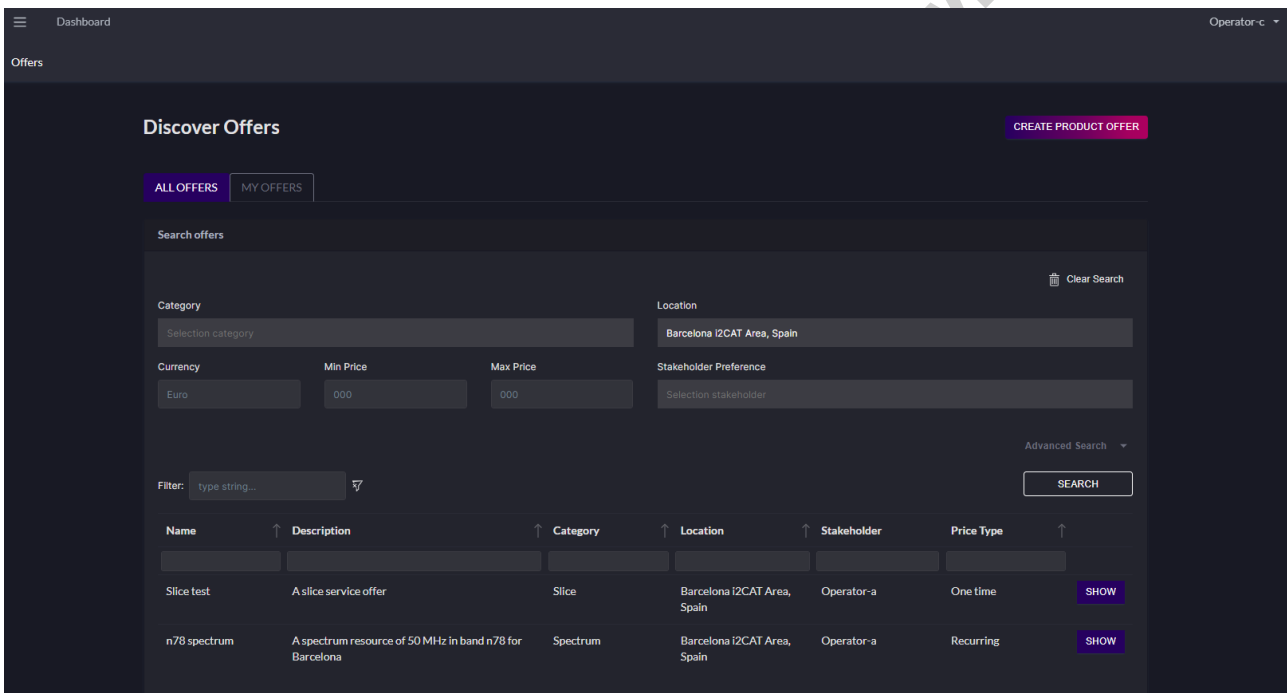 Dashboard
Operator-c
Offers
Discover Offers
CREATE PRODUCT OFFER
ALL OFFERS
MY OFFERS
Search offers
Clear Search
Category
Location
Selection category
Barcelona i2CAT Area, Spain
Currency
Min Price
Max Price
Stakeholder Preference
Euro
000
000
Selection stakeholder
Advanced Search
Filter:
type string...
SEARCH
Name
Description
Category
Location
Stakeholder
Price Type
Slice test
A slice service offer
Slice
Barcelona i2CAT Area,
Spain
Operator-a
One time
SHOW
n78 spectrum
A spectrum resource of 50 MHz in band n78 for
Barcelona
Spectrum
Barcelona i2CAT Area,
Spain
Operator-a
Recurring
SHOW